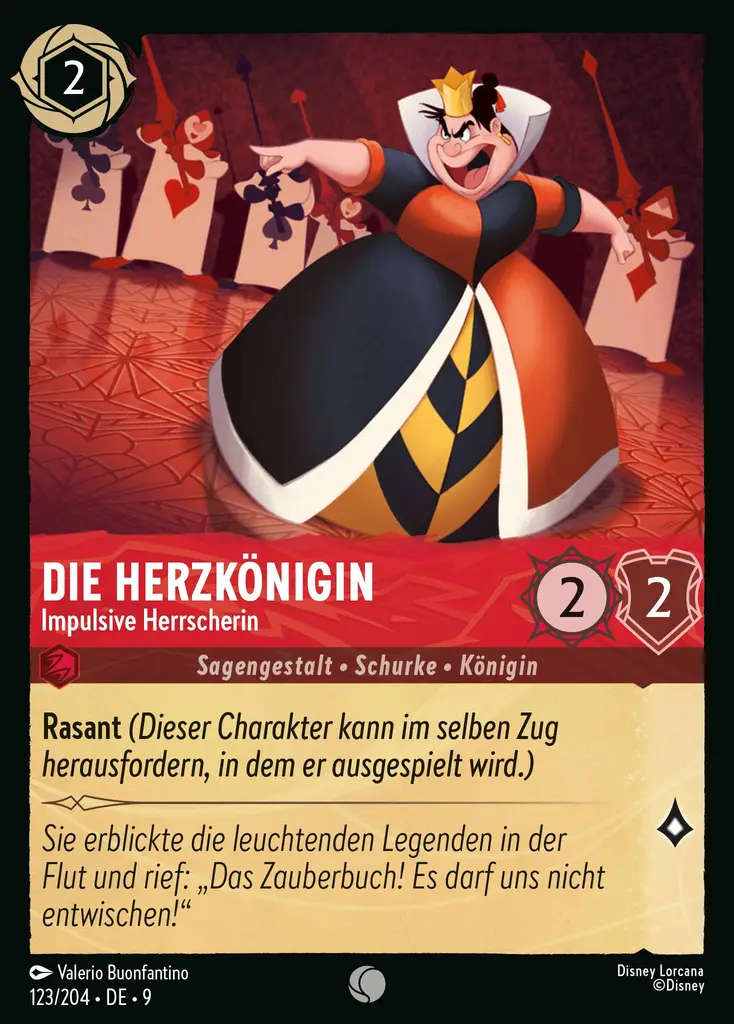 2
DIE HERZKÖNIGIN
Impulsive Herrscherin
2
2
Sagengestalt • Schurke • Königin
Rasant (Dieser Charakter kann im selben Zug
herausfordern, in dem er ausgespielt wird.)
Sie erblickte die leuchtenden Legenden in der
Flut und rief: „Das Zauberbuch! Es darf uns nicht
entwischen!“
Valerio Buonfantino
123/204 • DE • 9
Disney Lorcana
©Disney